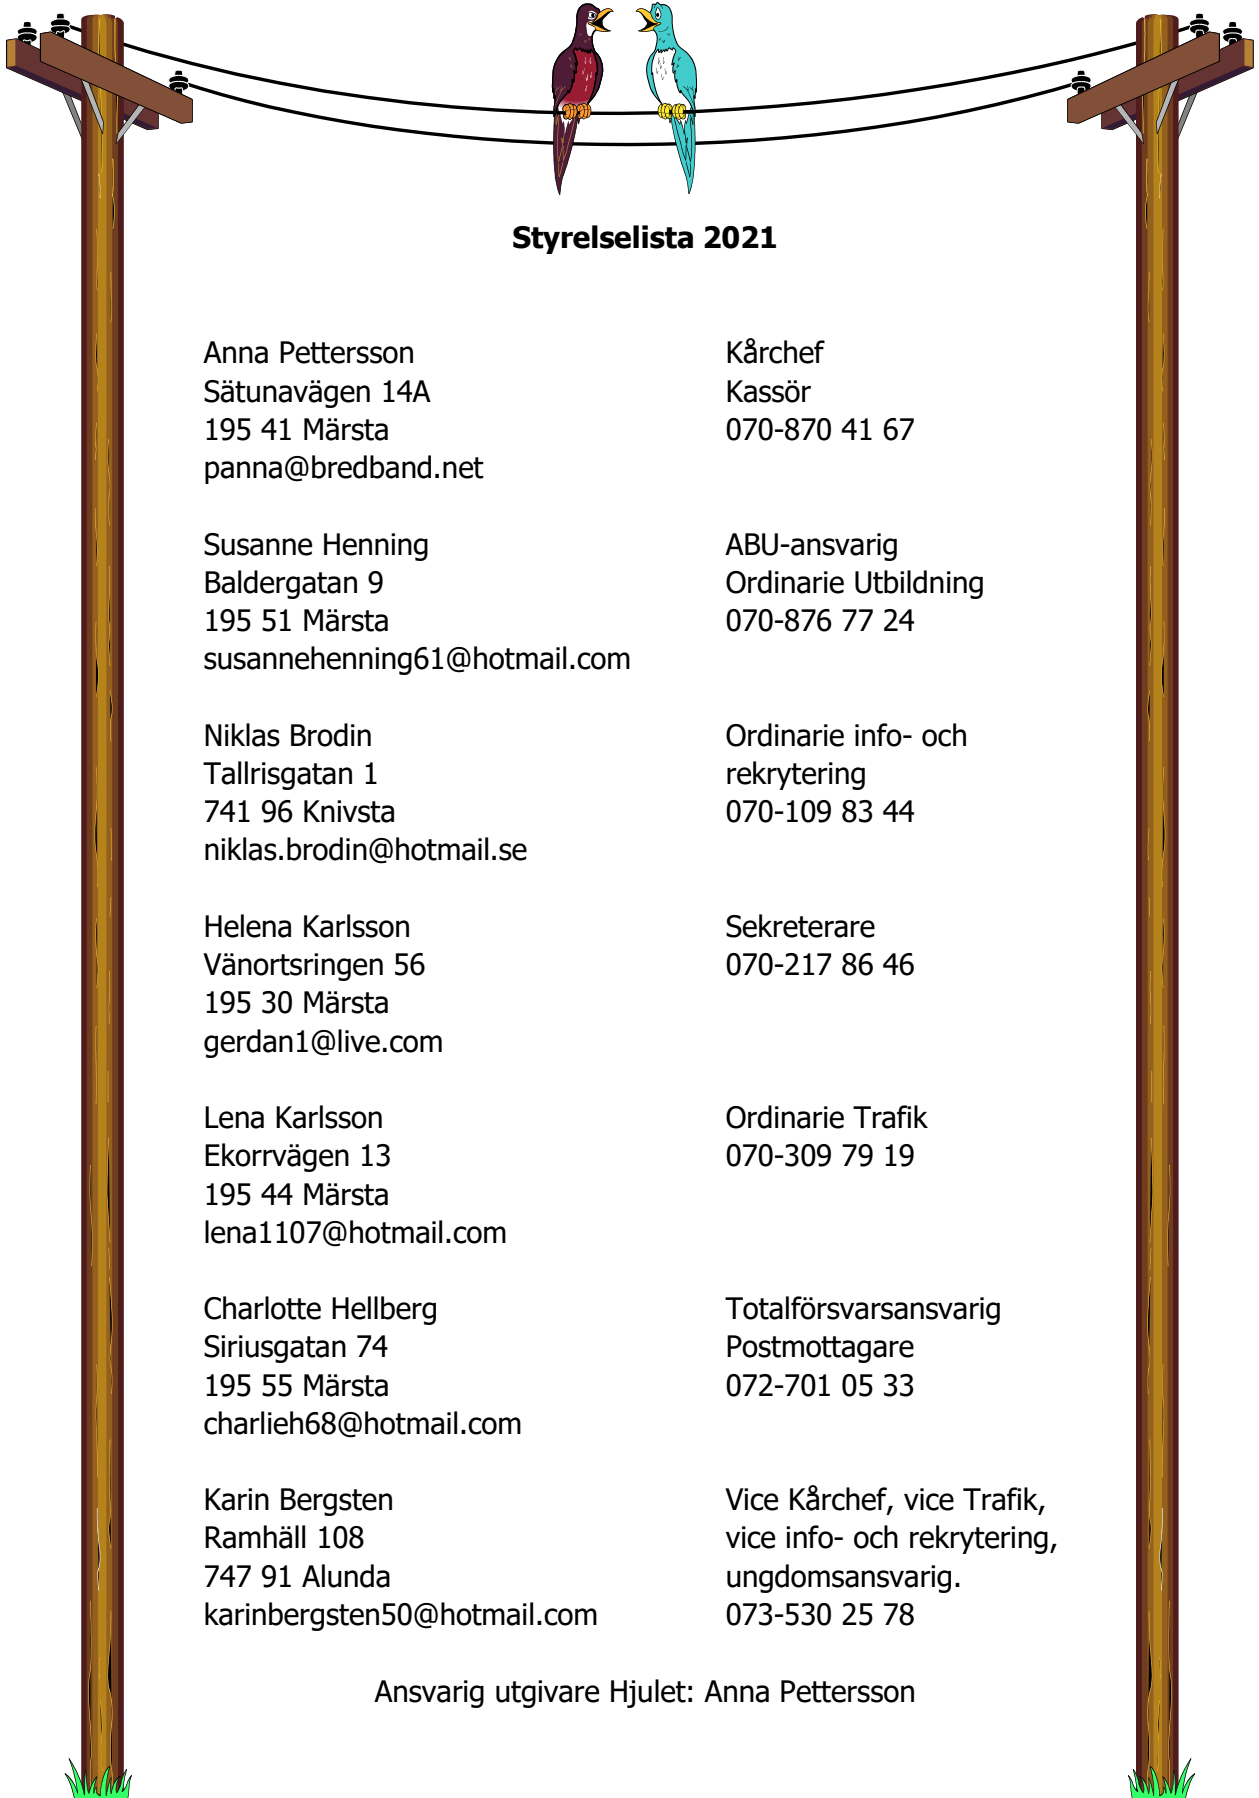 Styrelselista 2021
Anna Pettersson Kårchef
Sätunavägen 14A Kassör
195 41 Märsta 070-870 41 67
panna@bredband.net
Susanne Henning ABU-ansvarig
Baldergatan 9 Ordinarie Utbildning
195 51 Märsta 070-876 77 24
susannehenning61@hotmail.com
Niklas Brodin Ordinarie info- och
Tallrisgatan 1 rekrytering
741 96 Knivsta 070-109 83 44
niklas.brodin@hotmail.se
Helena Karlsson Sekreterare
Vänortsringen 56 070-217 86 46
195 30 Märsta
gerdan1@live.com
Lena Karlsson Ordinarie Trafik
Ekorrvägen 13 070-309 79 19
195 44 Märsta
lena1107@hotmail.com
Charlotte Hellberg Totalförsvarsansvarig
Siriusgatan 74 Postmottagare
195 55 Märsta 072-701 05 33
charlieh68@hotmail.com
Karin Bergsten Vice Kårchef, vice Trafik,
Ramhäll 108 vice info- och rekrytering,
747 91 Alunda ungdomsansvarig.
karinbergsten50@hotmail.com 073-530 25 78
Ansvarig utgivare Hjulet: Anna Pettersson